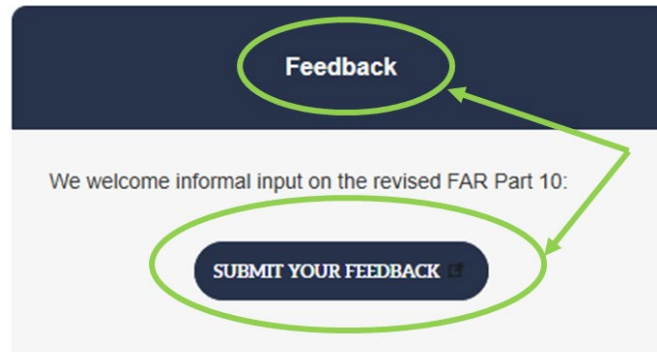 Feedback
We welcome informal input on the revised FAR Part 10:
SUBMIT YOUR FEEDBACK